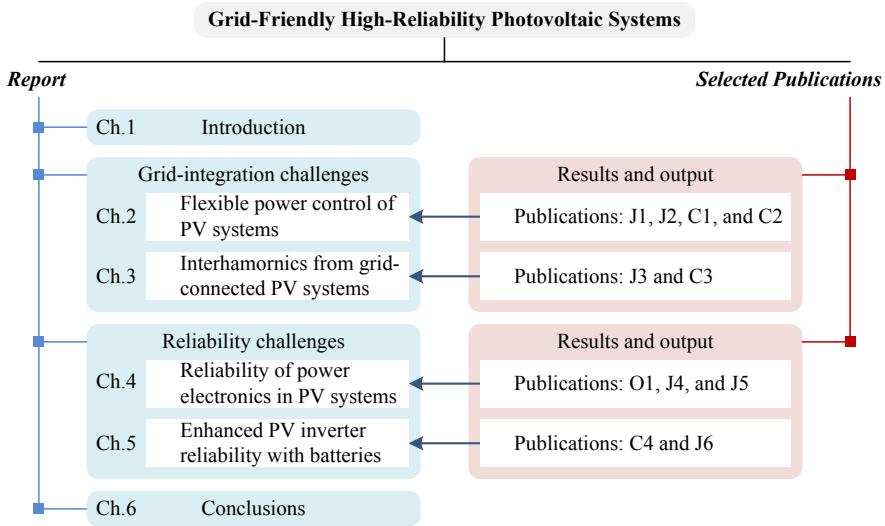 Grid-Friendly High-Reliability Photovoltaic Systems
Report
Selected Publications
Ch.1 Introduction
Grid-integration challenges
Results and output
Ch.2 Flexible power control of
PV systems
Publications: J1, J2, C1, and C2
Ch.3 Interhamornics from grid-
connected PV systems
Publications: J3 and C3
Reliability challenges
Results and output
Ch.4 Reliability of power
electronics in PV systems
Publications: O1, J4, and J5
Ch.5 Enhanced PV inverter
reliability with batteries
Publications: C4 and J6
Ch.6 Conclusions